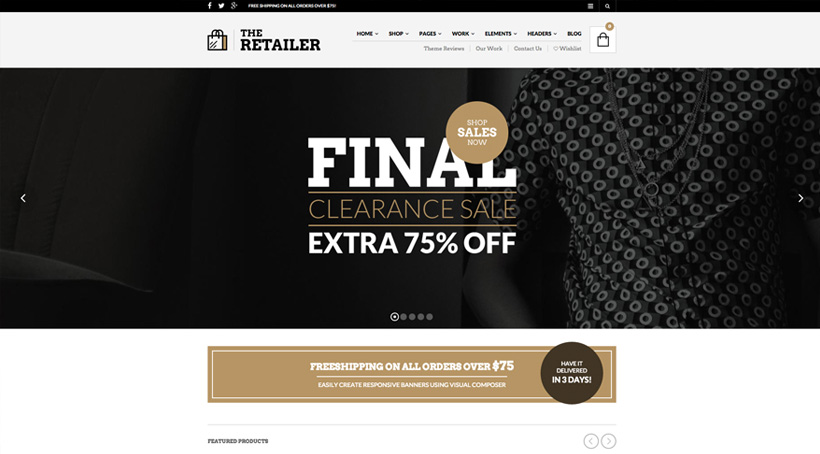 FREE SHIPPING ON ALL ORDERS OVER $75!
THE
RETAILER
HOME SHOP PAGES WORK ELEMENTS HEADERS BLOG
Theme Reviews Our Work Contact Us Wishlist
0
SHOP
SALES
NOW
FINAL
CLEARANCE SALE
EXTRA 75% OFF
FREESHIPPING ON ALL ORDERS OVER $75
EASILY CREATE RESPONSIVE BANNERS USING VISUAL COMPOSER
HAVE IT
DELIVERED
IN 3 DAYS!
FEATURED PRODUCTS